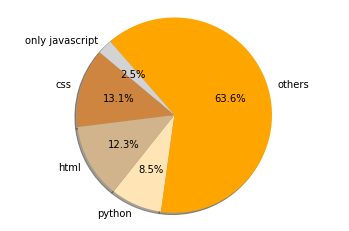 only javascript
2.5%
css
13.1%
others
63.6%
html
12.3%
python
8.5%